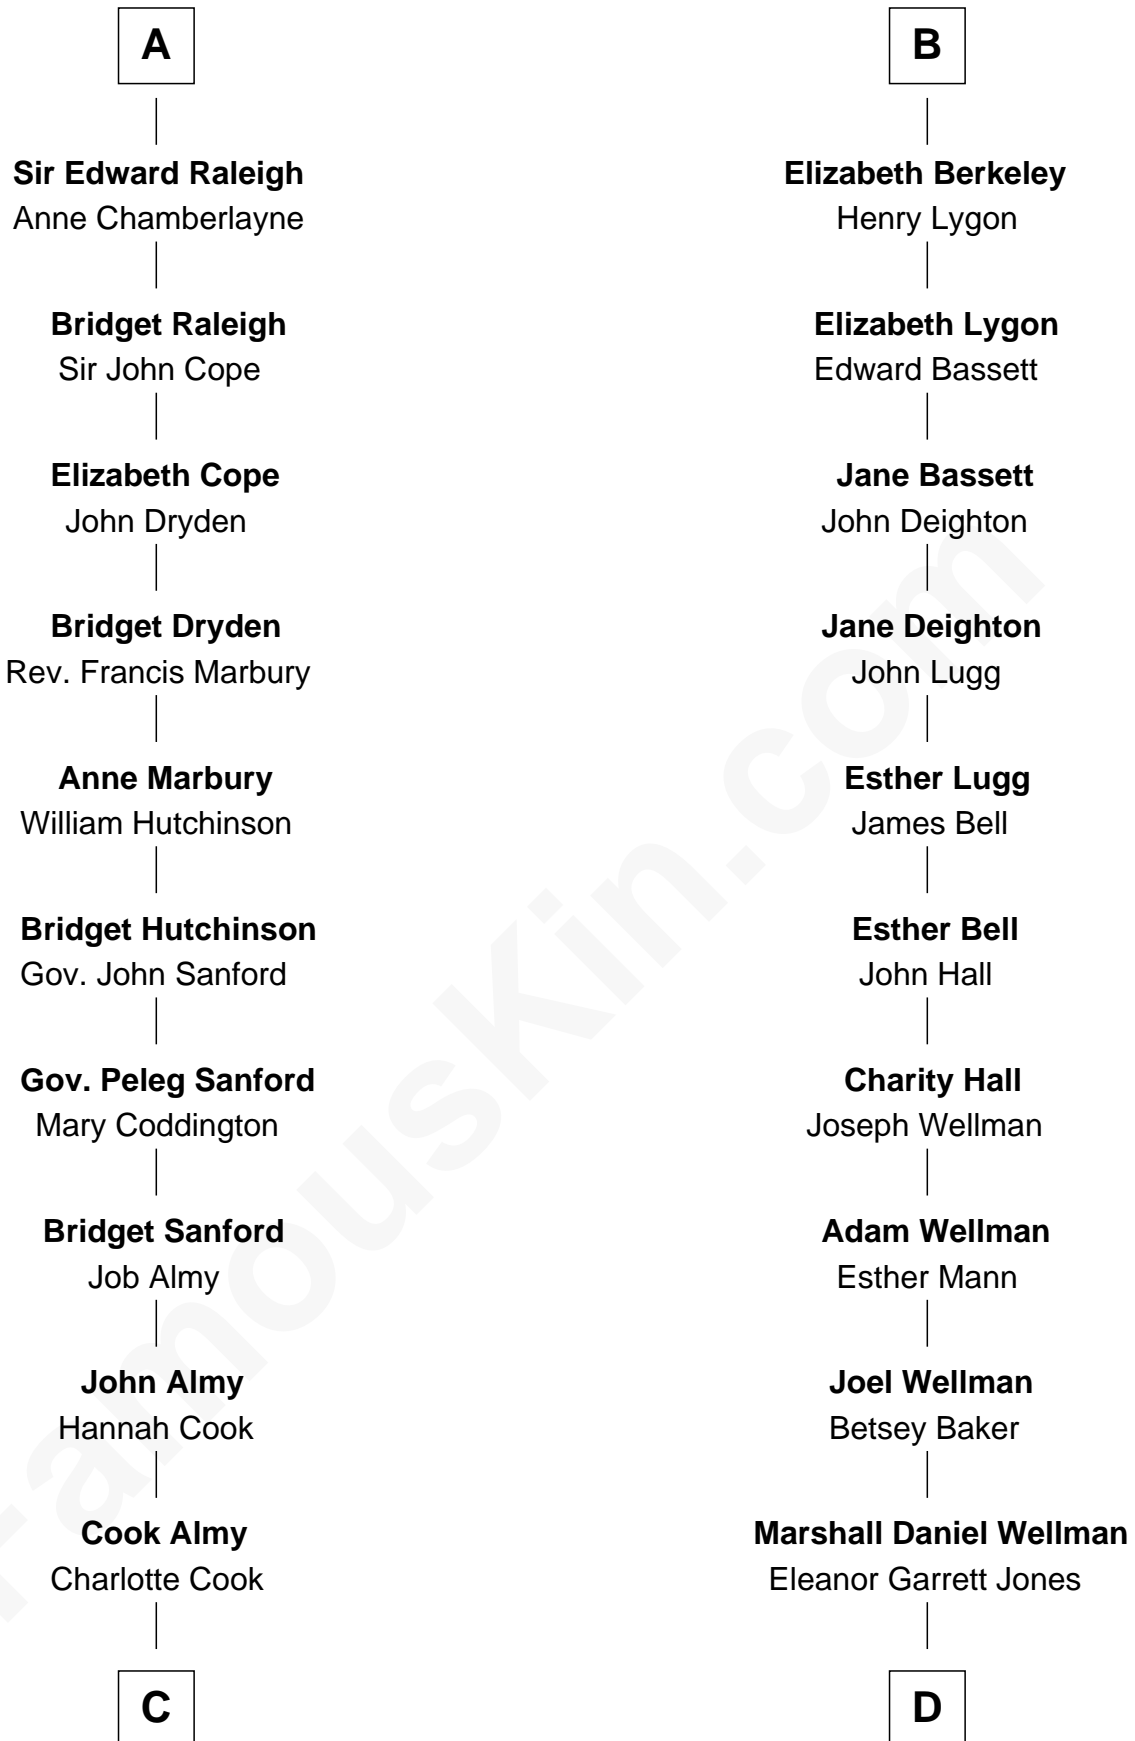 A
Sir Edward Raleigh
Anne Chamberlayne
Bridget Raleigh
Sir John Cope
Elizabeth Cope
John Dryden
Bridget Dryden
Rev. Francis Marbury
Anne Marbury
William Hutchinson
Bridget Hutchinson
Gov. John Sanford
Gov. Peleg Sanford
Mary Coddington
Bridget Sanford
Job Almy
John Almy
Hannah Cook
Cook Almy
Charlotte Cook
C
B
Elizabeth Berkeley
Henry Lygon
Elizabeth Lygon
Edward Bassett
Jane Bassett
John Deighton
Jane Deighton
John Lugg
Esther Lugg
James Bell
Esther Bell
John Hall
Charity Hall
Joseph Wellman
Adam Wellman
Esther Mann
Joel Wellman
Betsey Baker
Marshall Daniel Wellman
Eleanor Garrett Jones
D
FamousKin.com